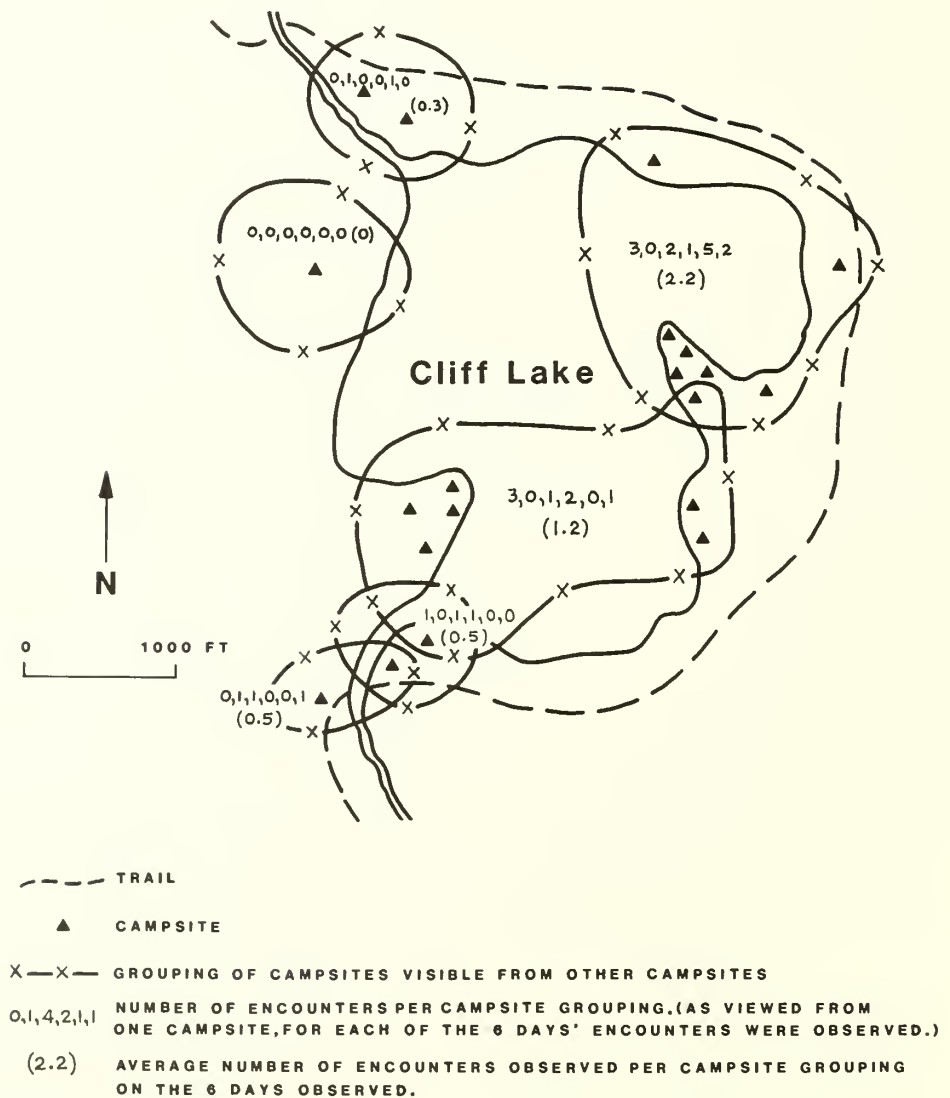 0,1,0,0,1,0
(0.3)
0,0,0,0,0,0(0)
3,0,2,1,5,2
(2.2)
Cliff Lake
3,0,1,2,0,1
(1.2)
N
0 1000 FT
1,0,1,1,0,0
(0.5)
0,1,1,0,0,1
(0.5)
TRAIL
CAMPSITE
X—X— GROUPING OF CAMPSITES VISIBLE FROM OTHER CAMPSITES
0,1,4,2,1,1 NUMBER OF ENCOUNTERS PER CAMPSITE GROUPING.(AS VIEWED FROM
ONE CAMPSITE,FOR EACH OF THE 6 DAYS' ENCOUNTERS WERE OBSERVED.)
(2.2) AVERAGE NUMBER OF ENCOUNTERS OBSERVED PER CAMPSITE GROUPING
ON THE 6 DAYS OBSERVED.